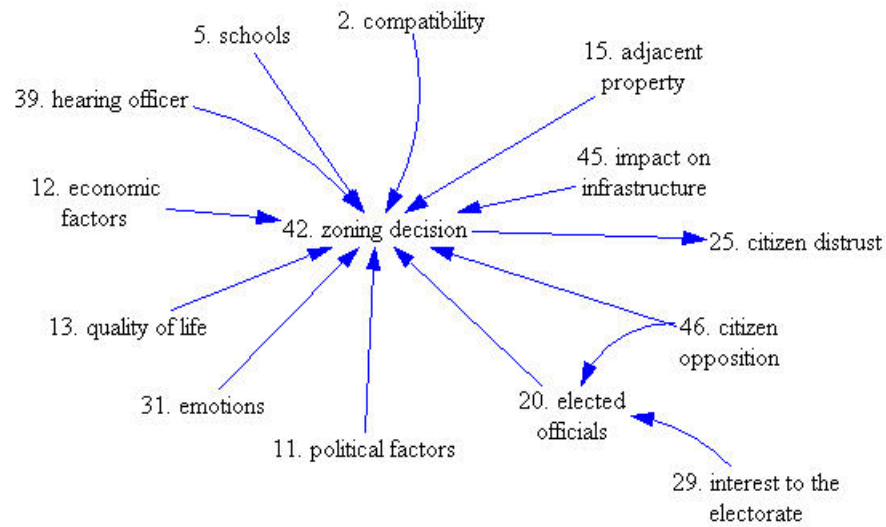 2. compatibility
5. schools
15. adjacent
property
39. hearing officer
45. impact on
infrastructure
12. economic
factors
42. zoning decision
25. citizen distrust
13. quality of life
46. citizen
opposition
31. emotions
20. elected
officials
11. political factors
29. interest to the
electorate